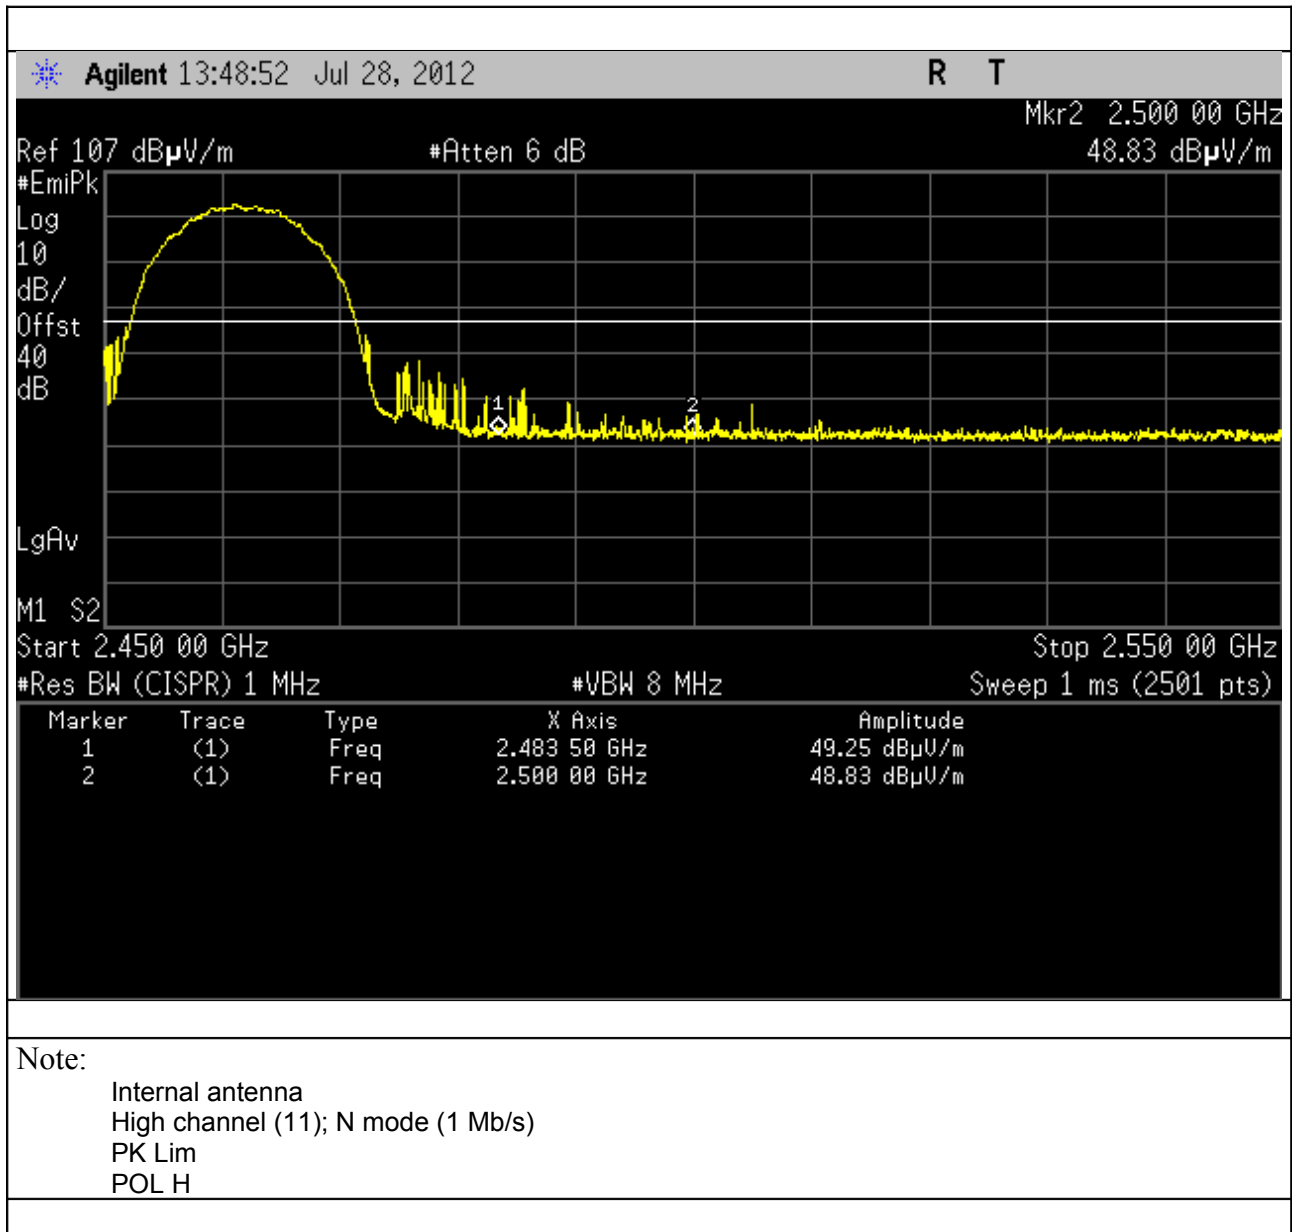 Agilent 13:48:52 Jul 28, 2012 R T
Mkr2 2.500 00 GHz
Ref 107 dBµV/m #Atten 6 dB 48.83 dBµV/m
#EmiPk
Log
10
dB/
Offst
40
dB
1 2
LgAv
M1 S2
Start 2.450 00 GHz Stop 2.550 00 GHz
#Res BW (CISPR) 1 MHz #VBW 8 MHz Sweep 1 ms (2501 pts)
Marker Trace Type X Axis Amplitude
1 (1) Freq 2.483 50 GHz 49.25 dBµV/m
2 (1) Freq 2.500 00 GHz 48.83 dBµV/m
Note:
Internal antenna
High channel (11); N mode (1 Mb/s)
PK Lim
POL H